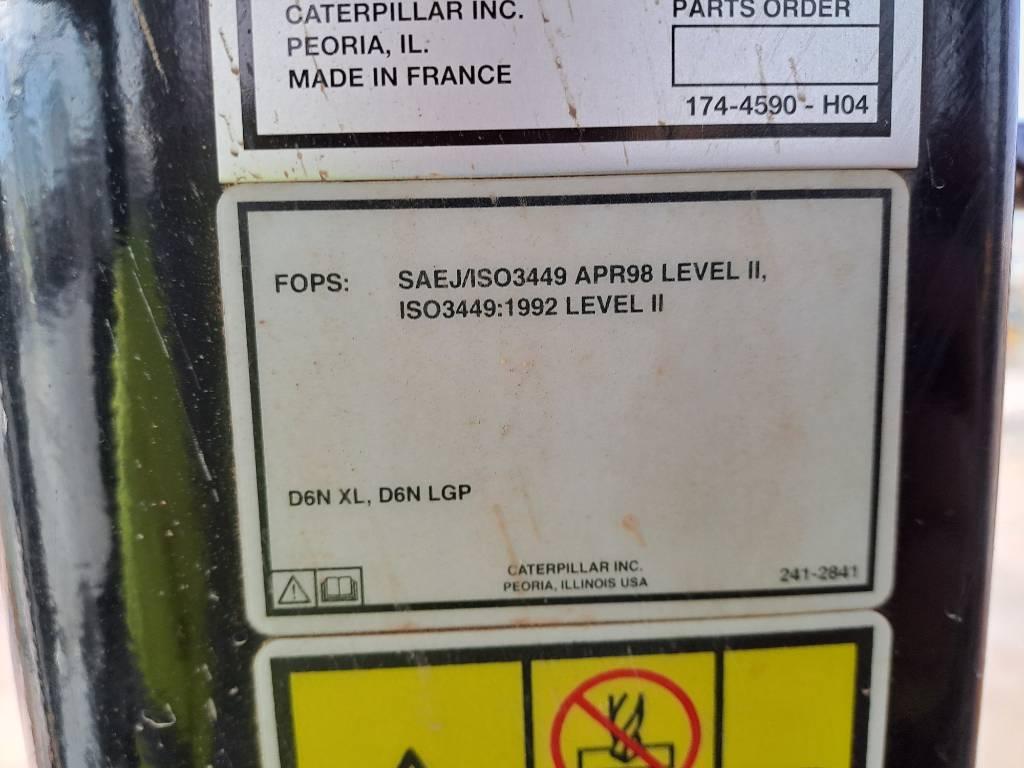 CATERPILLAR INC.
PEORIA, IL.
MADE IN FRANCE
PARTS ORDER
174-4590 - H04
FOPS: SAEJ/ISO3449 APR98 LEVEL II,
ISO3449:1992 LEVEL II
D6N XL, D6N LGP
CATERPILLAR INC.
PEORIA, ILLINOIS USA
241-2841